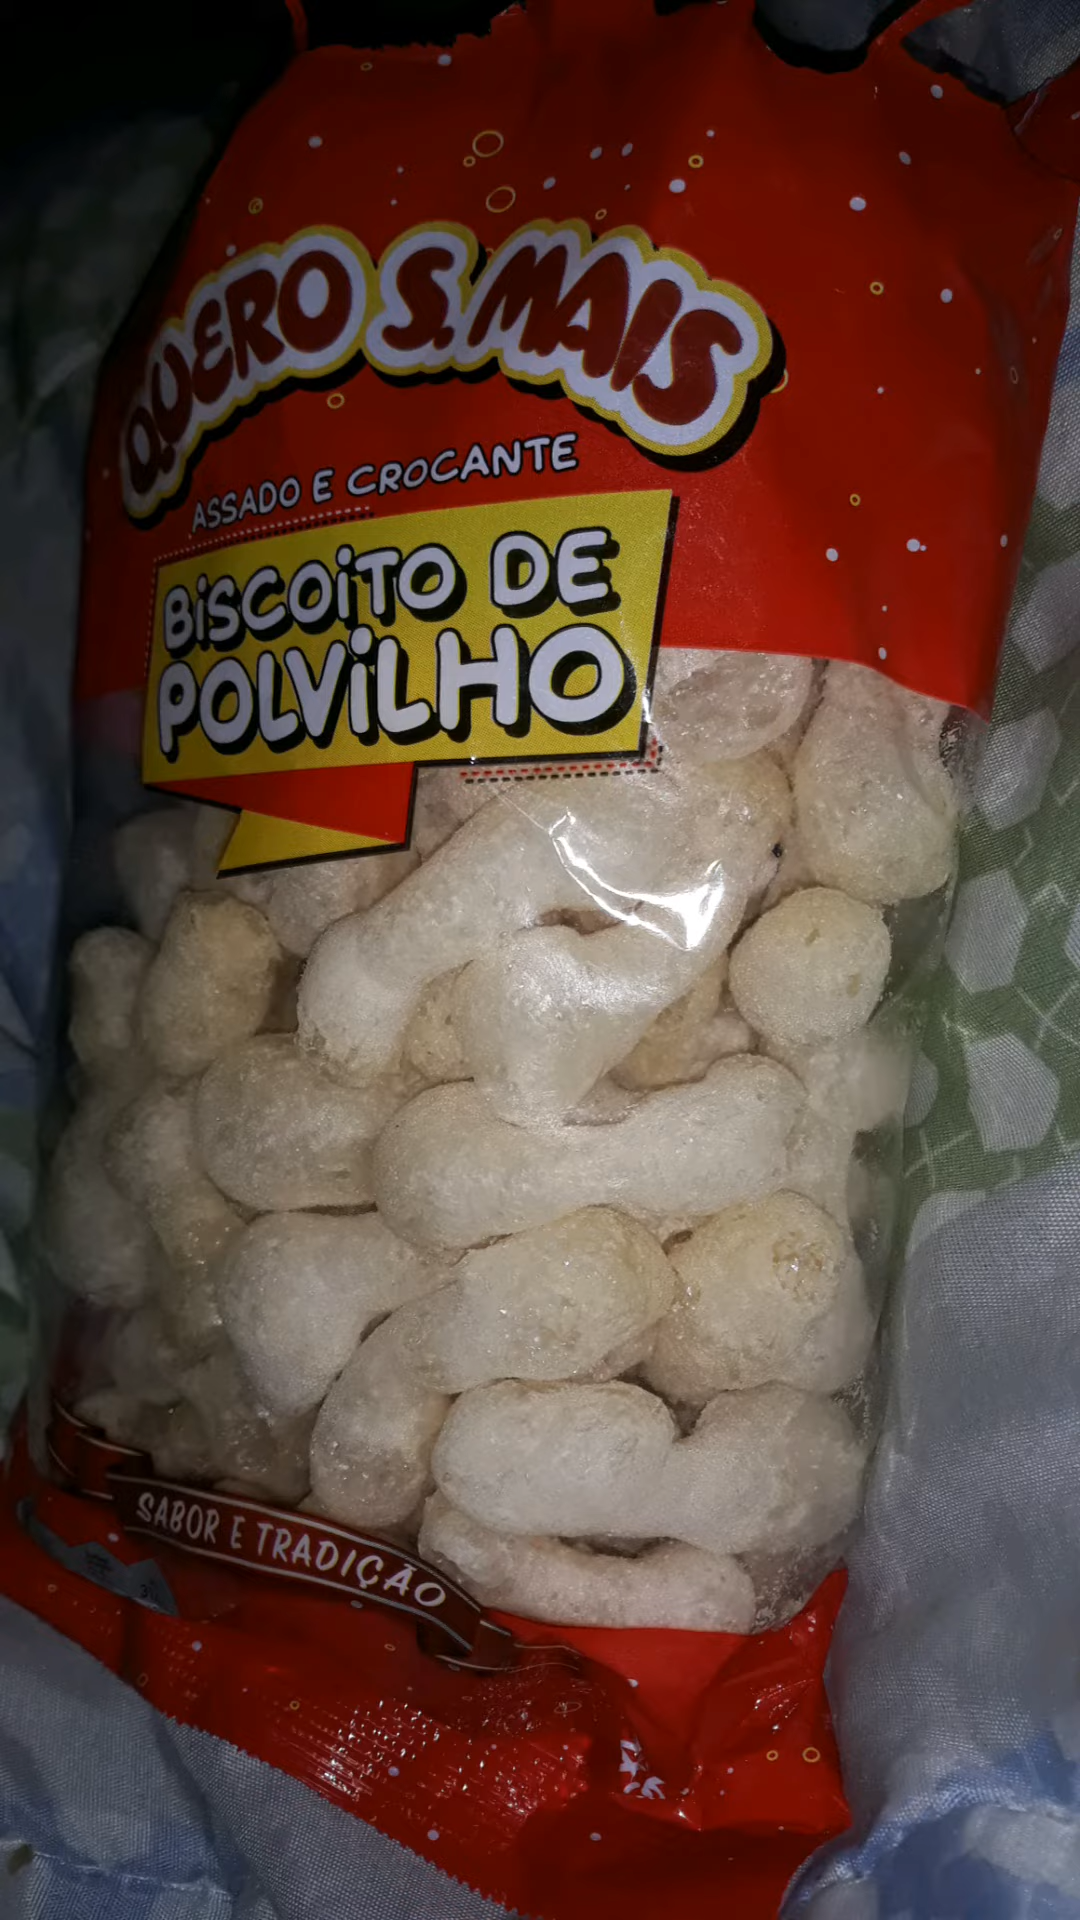 QUERO S.MAIS
ASSADO E CROCANTE
BISCOITO DE
POLVILHO
SABOR E TRADIÇÃO